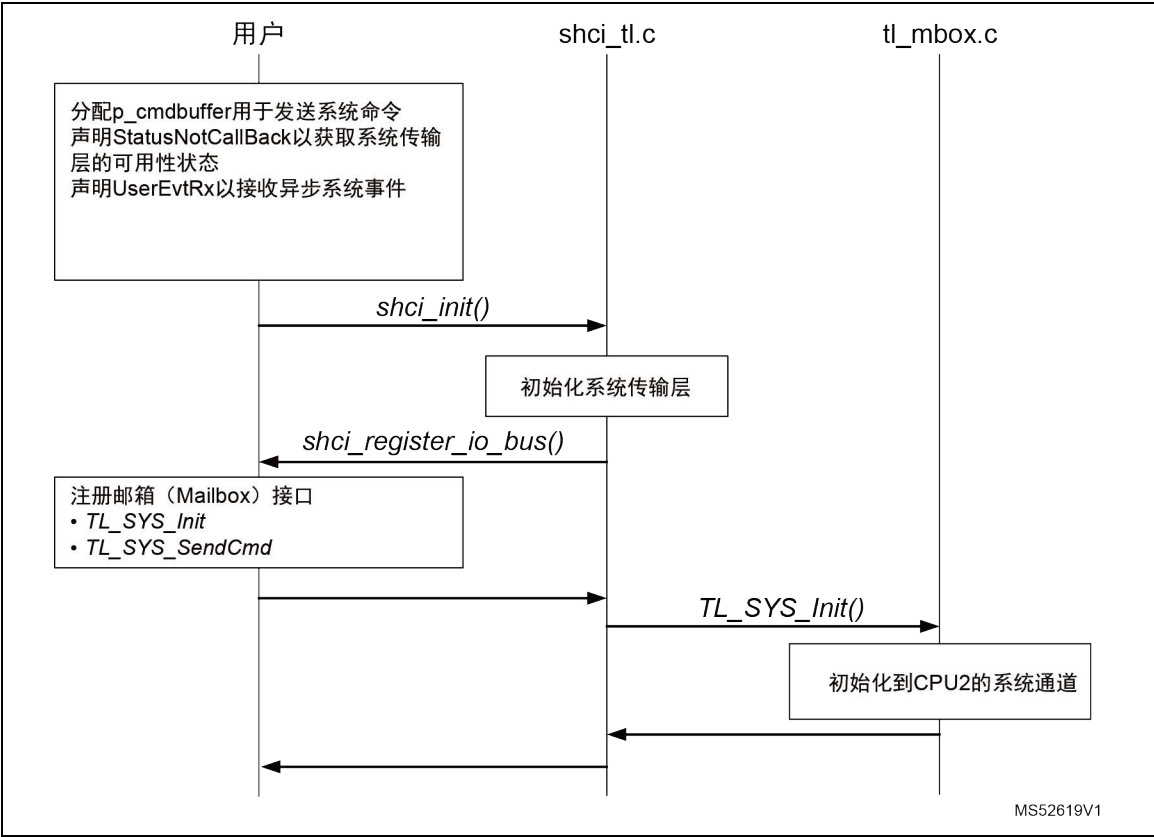 用户
shci_tl.c
tl_mbox.c
分配p_cmdbuffer用于发送系统命令
声明StatusNotCallBack以获取系统传输
层的可用性状态
声明UserEvtRx以接收异步系统事件
shci_init()
初始化系统传输层
shci_register_io_bus()
注册邮箱（Mailbox）接口
• TL_SYS_Init
• TL_SYS_SendCmd
TL_SYS_Init()
初始化到CPU2的系统通道
MS52619V1